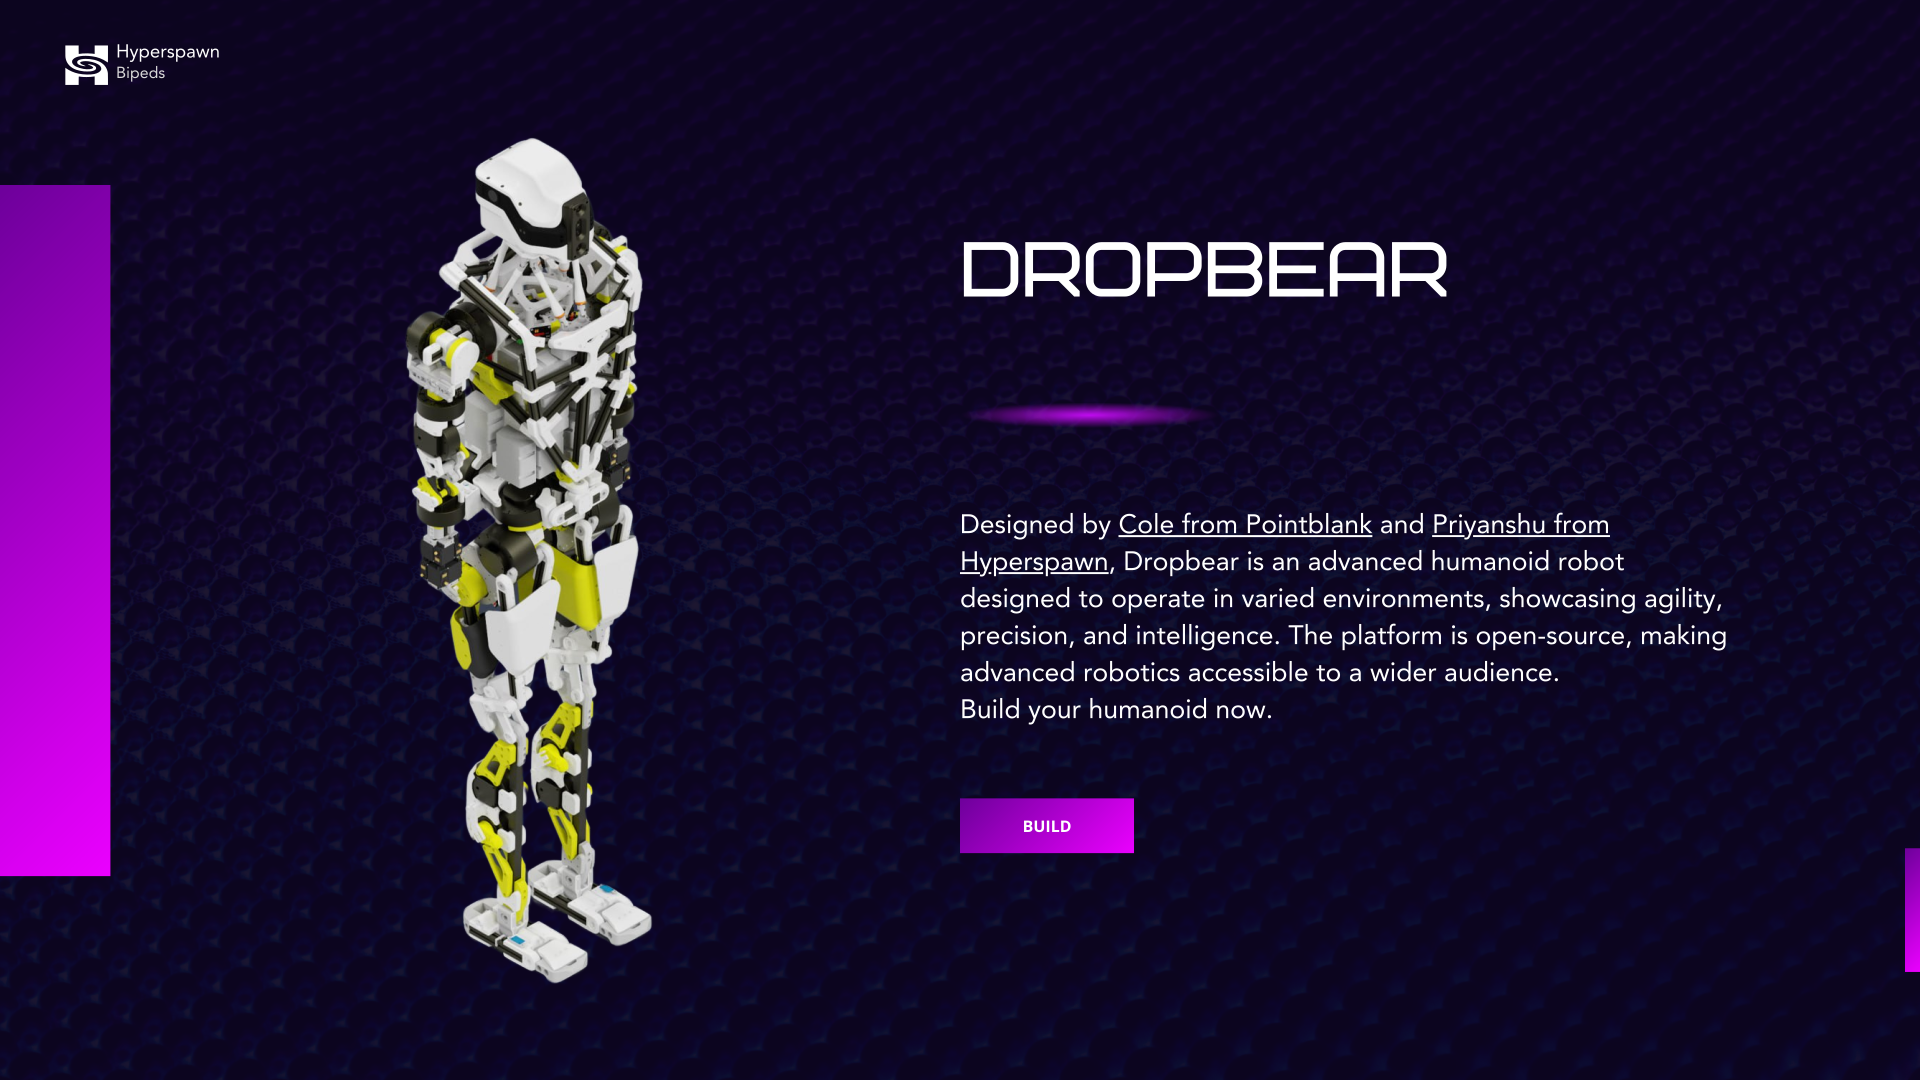 Hyperspawn
Bipeds
DROPBEAR
Designed by Cole from Pointblank and Priyanshu from
Hyperspawn, Dropbear is an advanced humanoid robot
designed to operate in varied environments, showcasing agility,
precision, and intelligence. The platform is open-source, making
advanced robotics accessible to a wider audience.
Build your humanoid now.
BUILD